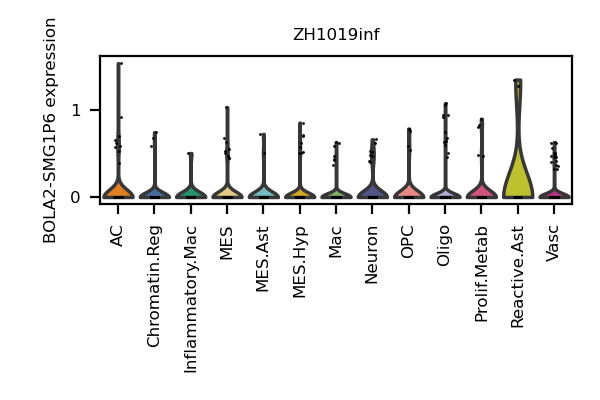 ZH1019inf
BOLA2-SMG1P6 expression
1
0
AC
Chromatin.Reg
Inflammatory.Mac
MES
MES.Ast
MES.Hyp
Mac
Neuron
OPC
Oligo
Prolif.Metab
Reactive.Ast
Vasc